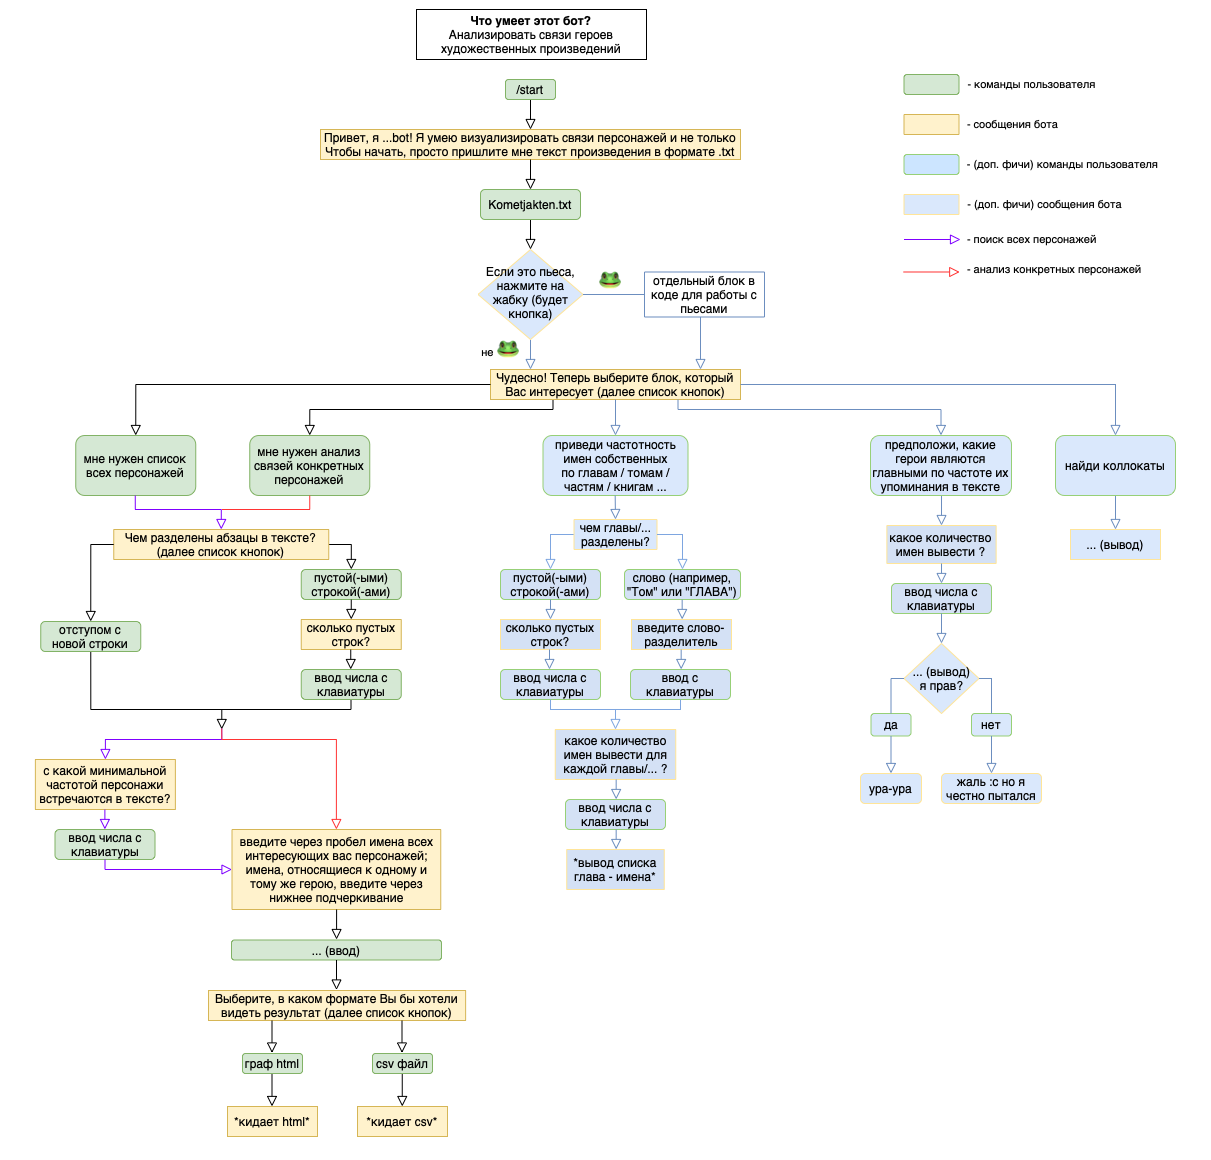 Что умеет этот бот?
Анализировать связи героев
художественных произведений
/start
Привет, я ...bot! Я умею визуализировать связи персонажей и не только
Чтобы начать, просто пришлите мне текст произведения в формате .txt
Kometjakten.txt
- команды пользователя
- сообщения бота
- (доп. фичи) команды пользователя
- (доп. фичи) сообщения бота
- поиск всех персонажей
- анализ конкретных персонажей
Если это пьеса,
нажмите на
жабку (будет
кнопка)
отдельный блок в
коде для работы с
пьесами
не
Чудесно! Теперь выберите блок, который
Вас интересует (далее список кнопок)
мне нужен список
всех персонажей
мне нужен анализ
связей конкретных
персонажей
приведи частотность
имен собственных
по главам / томам /
частям / книгам ...
предположи, какие
герои являются
главными по частоте их
упоминания в тексте
найди коллокаты
Чем разделены абзацы в тексте?
(далее список кнопок)
чем главы/...
разделены?
какое количество
имен вывести ?
... (вывод)
пустой(-ыми)
строкой(-ами)
отступом с
новой строки
сколько пустых
строк?
ввод числа с
клавиатуры
пустой(-ыми)
строкой(-ами)
слово (например,
"Том" или "ГЛАВА")
сколько пустых
строк?
введите слово-
разделитель
ввод числа с
клавиатуры
ввод с
клавиатуры
ввод числа с
клавиатуры
... (вывод)
я прав?
да
нет
ура-ура
жаль :с но я
честно пытался
какое количество
имен вывести для
каждой главы/... ?
ввод числа с
клавиатуры
*вывод списка
глава - имена*
с какой минимальной
частотой персонажи
встречаются в тексте?
ввод числа с
клавиатуры
введите через пробел имена всех
интересующих вас персонажей;
имена, относящиеся к одному и
тому же герою, введите через
нижнее подчеркивание
... (ввод)
Выберите, в каком формате Вы бы хотели
видеть результат (далее список кнопок)
граф html
csv файл
*кидает html*
*кидает csv*